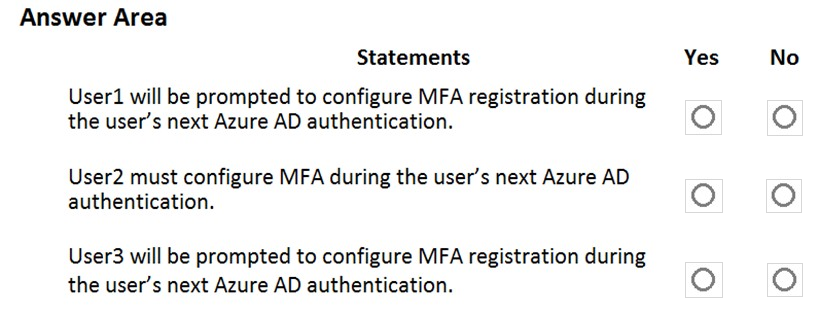 Answer Area
Statements Yes No
User1 will be prompted to configure MFA registration during
the user's next Azure AD authentication.
User2 must configure MFA during the user's next Azure AD
authentication.
User3 will be prompted to configure MFA registration during
the user's next Azure AD authentication.